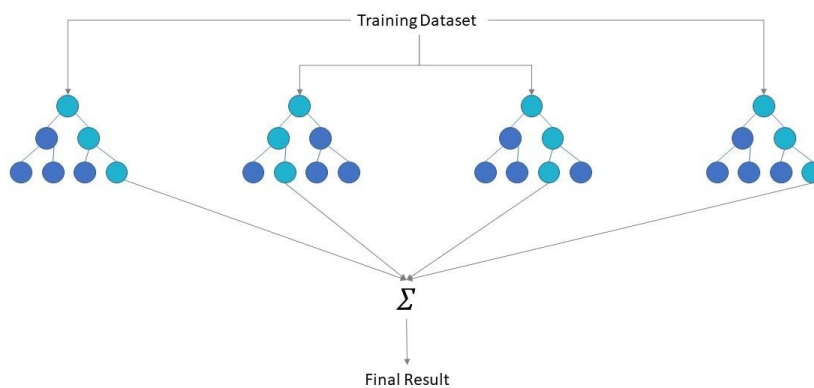 Training Dataset
Σ
Final Result